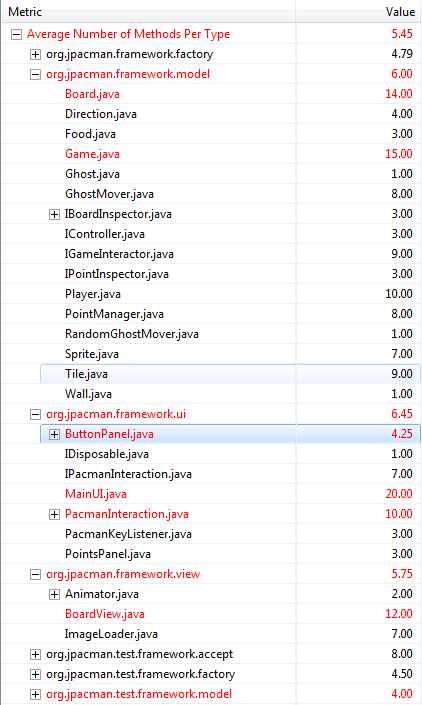 Metric Value
Average Number of Methods Per Type 5.45
org.jpacman.framework.factory 4.79
org.jpacman.framework.model 6.00
Board.java 14.00
Direction.java 4.00
Food.java 3.00
Game.java 15.00
Ghost.java 1.00
GhostMover.java 8.00
IBoardInspector.java 3.00
IController.java 3.00
IGameInteractor.java 9.00
IPointInspector.java 3.00
Player.java 10.00
PointManager.java 8.00
RandomGhostMover.java 1.00
Sprite.java 7.00
Tile.java 9.00
Wall.java 1.00
org.jpacman.framework.ui 6.45
ButtonPanel.java 4.25
IDisposable.java 1.00
IPacmanInteraction.java 7.00
MainUI.java 20.00
PacmanInteraction.java 10.00
PacmanKeyListener.java 3.00
PointsPanel.java 3.00
org.jpacman.framework.view 5.75
Animator.java 2.00
BoardView.java 12.00
ImageLoader.java 7.00
org.jpacman.test.framework.accept 8.00
org.jpacman.test.framework.factory 4.50
org.jpacman.test.framework.model 4.00